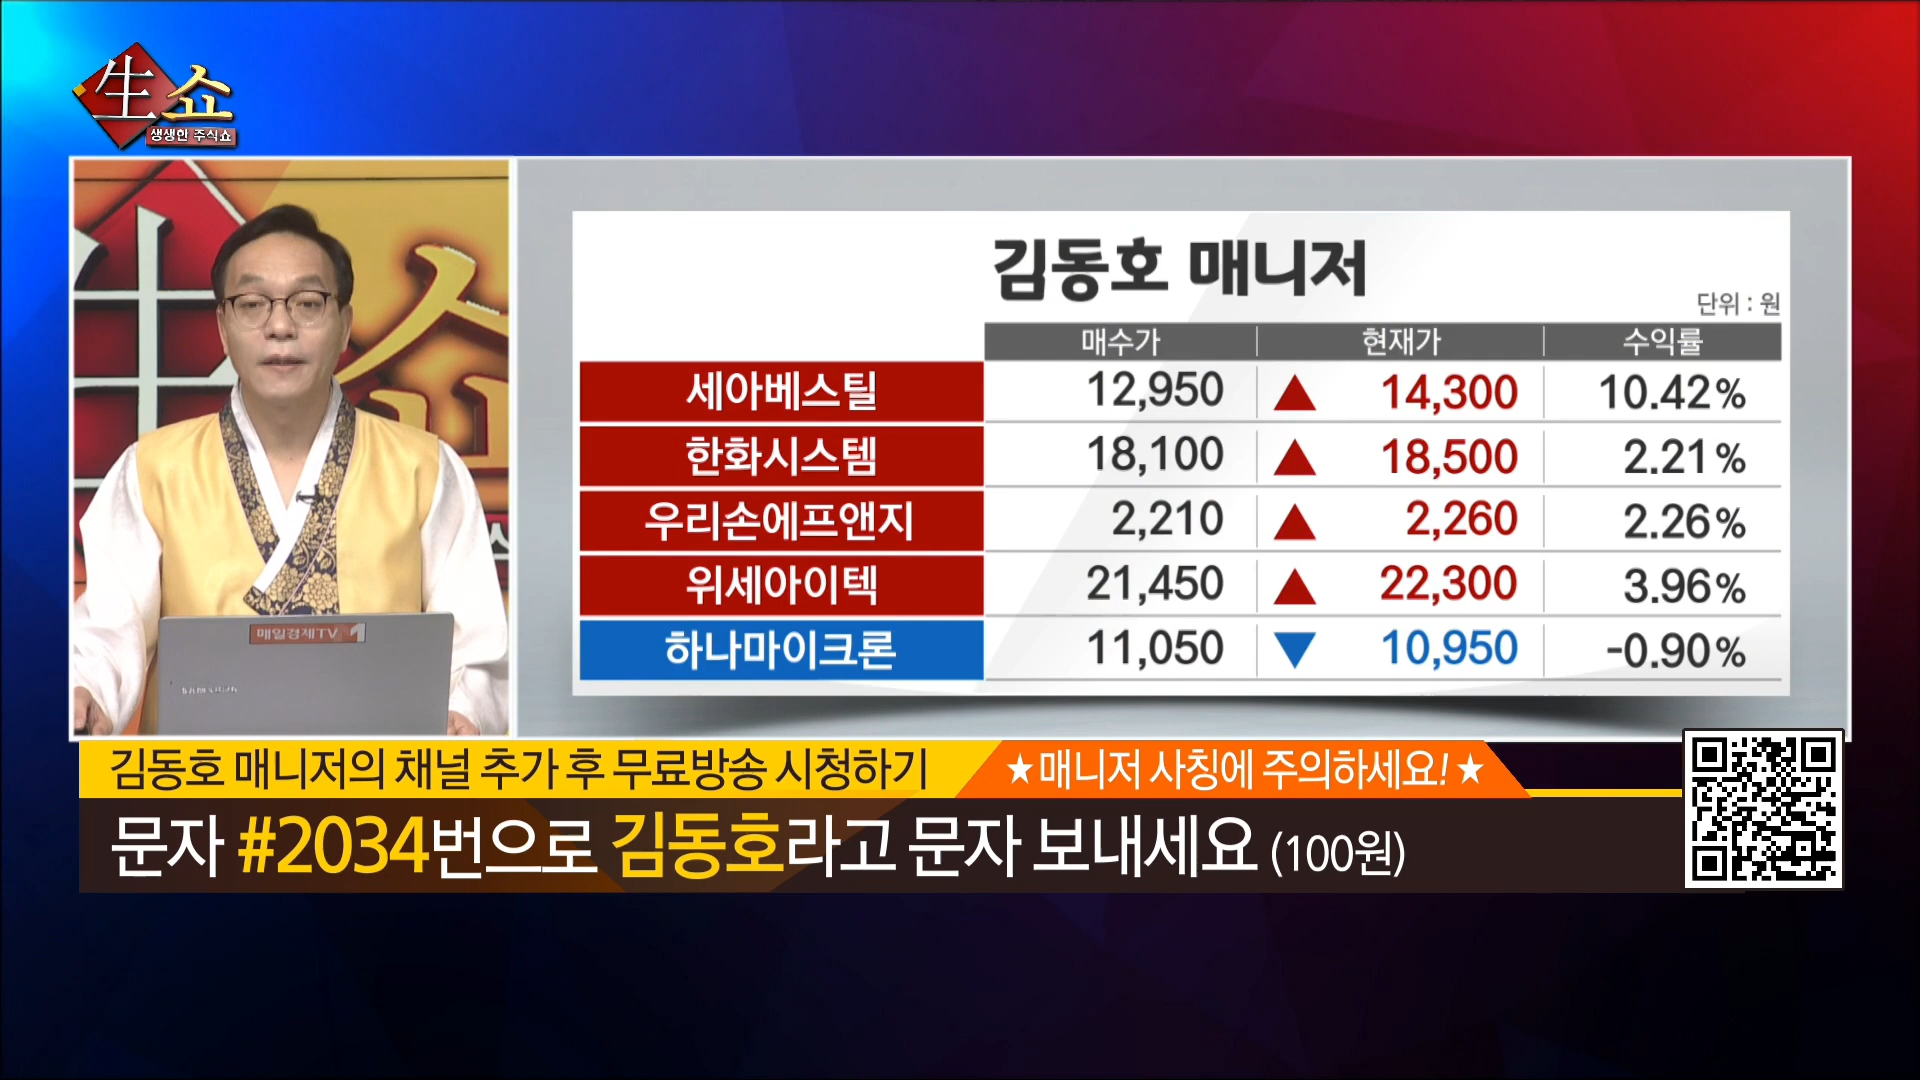 生쇼
생생한 주식쇼
김동호 매니저
단위 : 원
매수가 현재가 수익률
세아베스틸 12,950 ▲ 14,300 10.42%
한화시스템 18,100 ▲ 18,500 2.21%
우리손에프앤지 2,210 ▲ 2,260 2.26%
위세아이텍 21,450 ▲ 22,300 3.96%
하나마이크론 11,050 ▼ 10,950 -0.90%
매일경제TV 1
김동호 매니저의 채널 추가 후 무료방송 시청하기 ★매니저 사칭에 주의하세요!★
문자 #2034번으로 김동호라고 문자 보내세요 (100원)